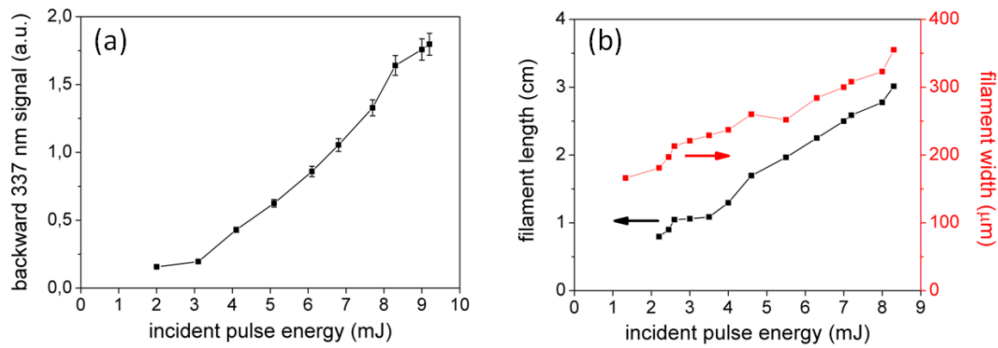 (a)
backward 337 nm signal (a.u.)
2,0
1,5
1,0
0,5
0,0
0 1 2 3 4 5 6 7 8 9 10
incident pulse energy (mJ)
(b)
filament length (cm)
4
3
2
1
0
0 1 2 3 4 5 6 7 8 9
incident pulse energy (mJ)
400
300
200
100
0
filament width (μm)